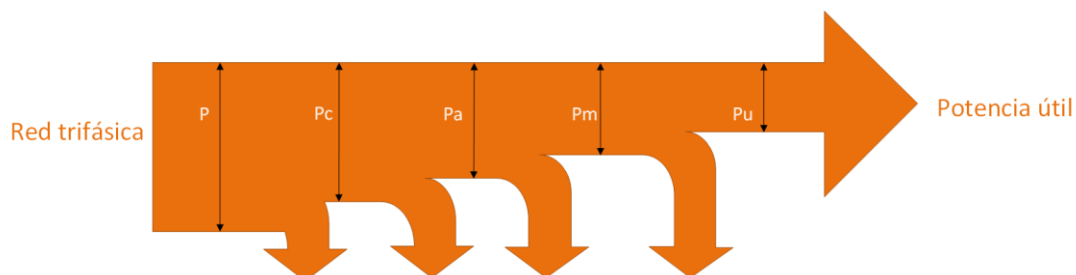 Red trifásica
P
Pc
Pa
Pm
Pu
Potencia útil